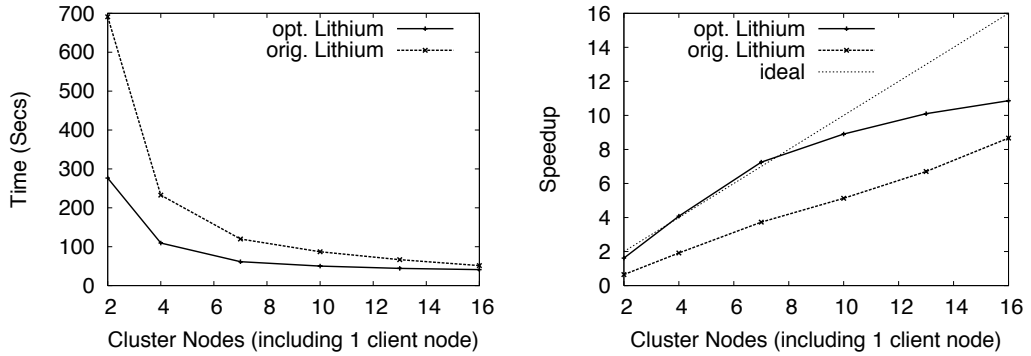 700
600
500
400
300
200
100
0
Time (Secs)
opt. Lithium
orig. Lithium
2 4 6 8 10 12 14 16
Cluster Nodes (including 1 client node)
16
14
12
10
8
6
4
2
0
Speedup
opt. Lithium
orig. Lithium
ideal
2 4 6 8 10 12 14 16
Cluster Nodes (including 1 client node)